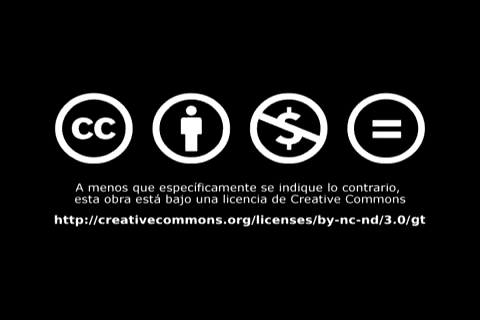 cc
$
=
A menos que específicamente se indique lo contrario,
esta obra está bajo una licencia de Creative Commons
http://creativecommons.org/licenses/by-nc-nd/3.0/gt